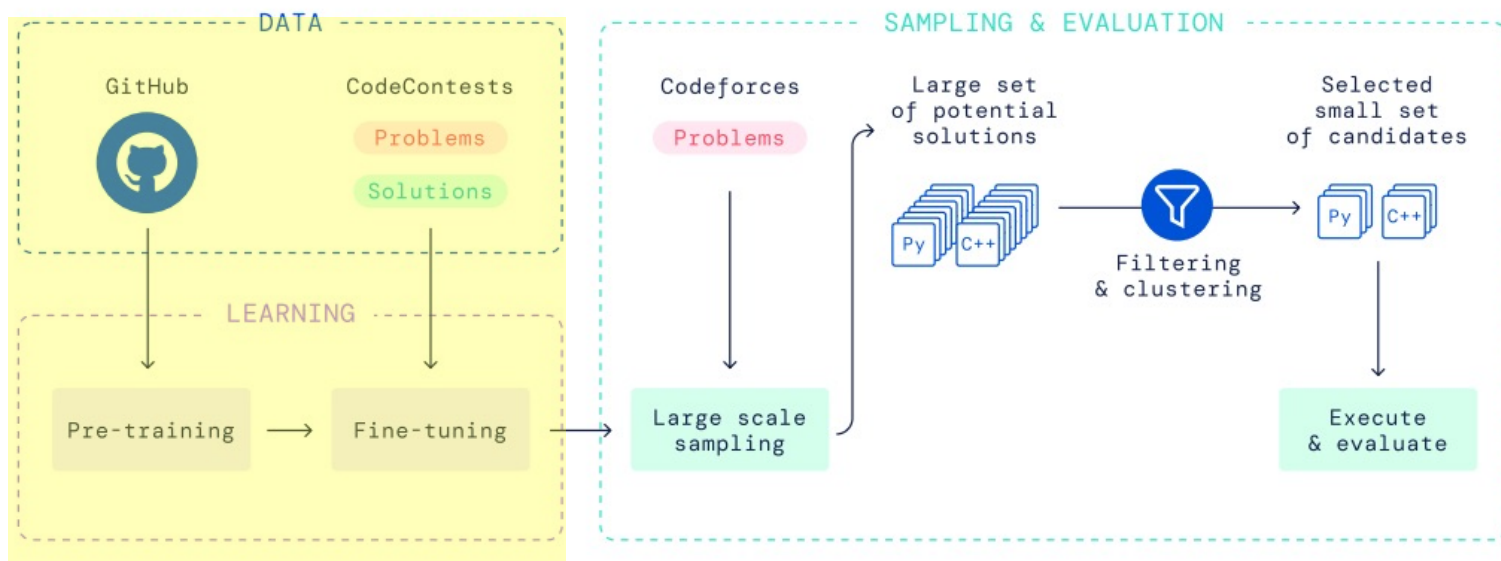 DATA
GitHub
CodeContests
Problems
Solutions
LEARNING
Pre-training
Fine-tuning
SAMPLING & EVALUATION
Codeforces
Problems
Large scale
sampling
Large set
of potential
solutions
Py
C++
Filtering
& clustering
Selected
small set
of candidates
Py
C++
Execute
& evaluate